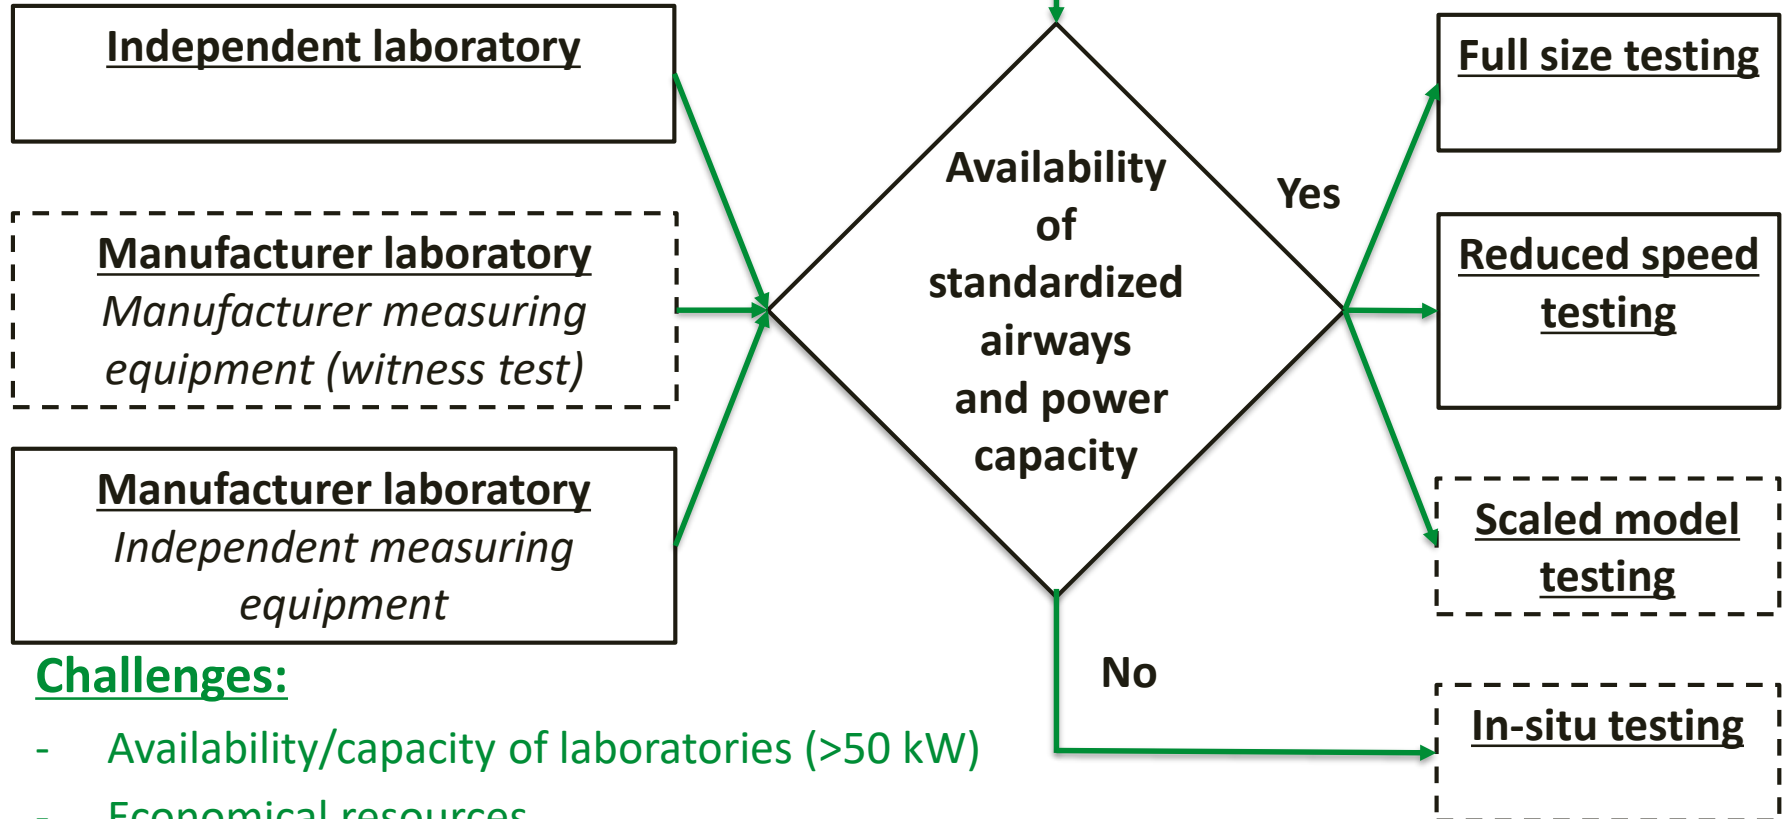 Independent laboratory
Manufacturer laboratory
Manufacturer measuring
equipment (witness test)
Manufacturer laboratory
Independent measuring
equipment
Availability
of
standardized
airways
and power
capacity
Yes
No
Full size testing
Reduced speed
testing
Scaled model
testing
In-situ testing
Challenges:
- Availability/capacity of laboratories (>50 kW)
- Economical resources